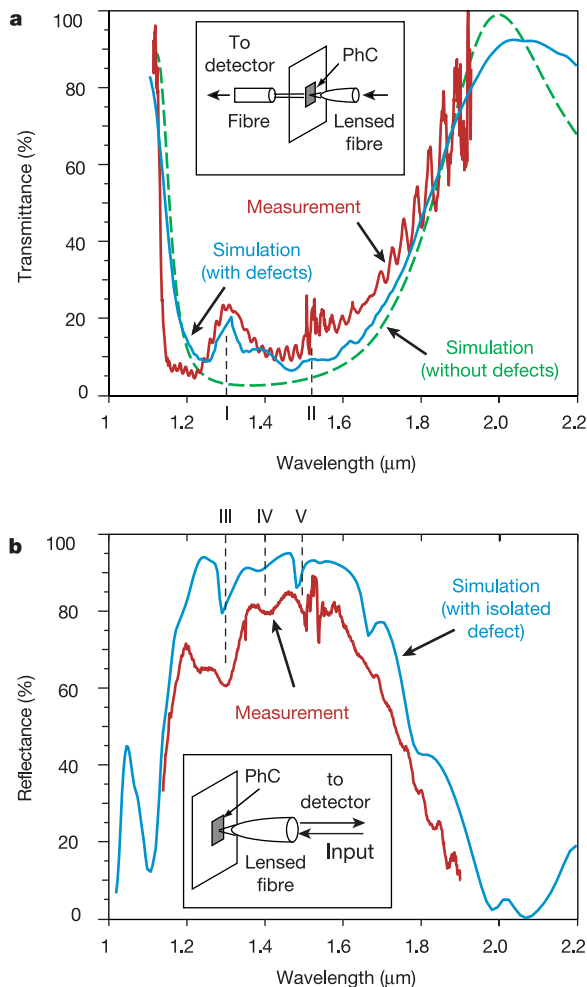 a
100
80
60
40
20
0
Transmittance (%)
To
detector
PhC
Fibre
Lensed
fibre
Measurement
Simulation
(with defects)
Simulation
(without defects)
I
II
1
1.2
1.4
1.6
1.8
2.0
2.2
Wavelength (μm)
III
IV
V
b
100
80
60
40
20
0
Reflectance (%)
Simulation
(with isolated
defect)
Measurement
PhC
to
detector
Input
Lensed
fibre
1
1.2
1.4
1.6
1.8
2.0
2.2
Wavelength (μm)